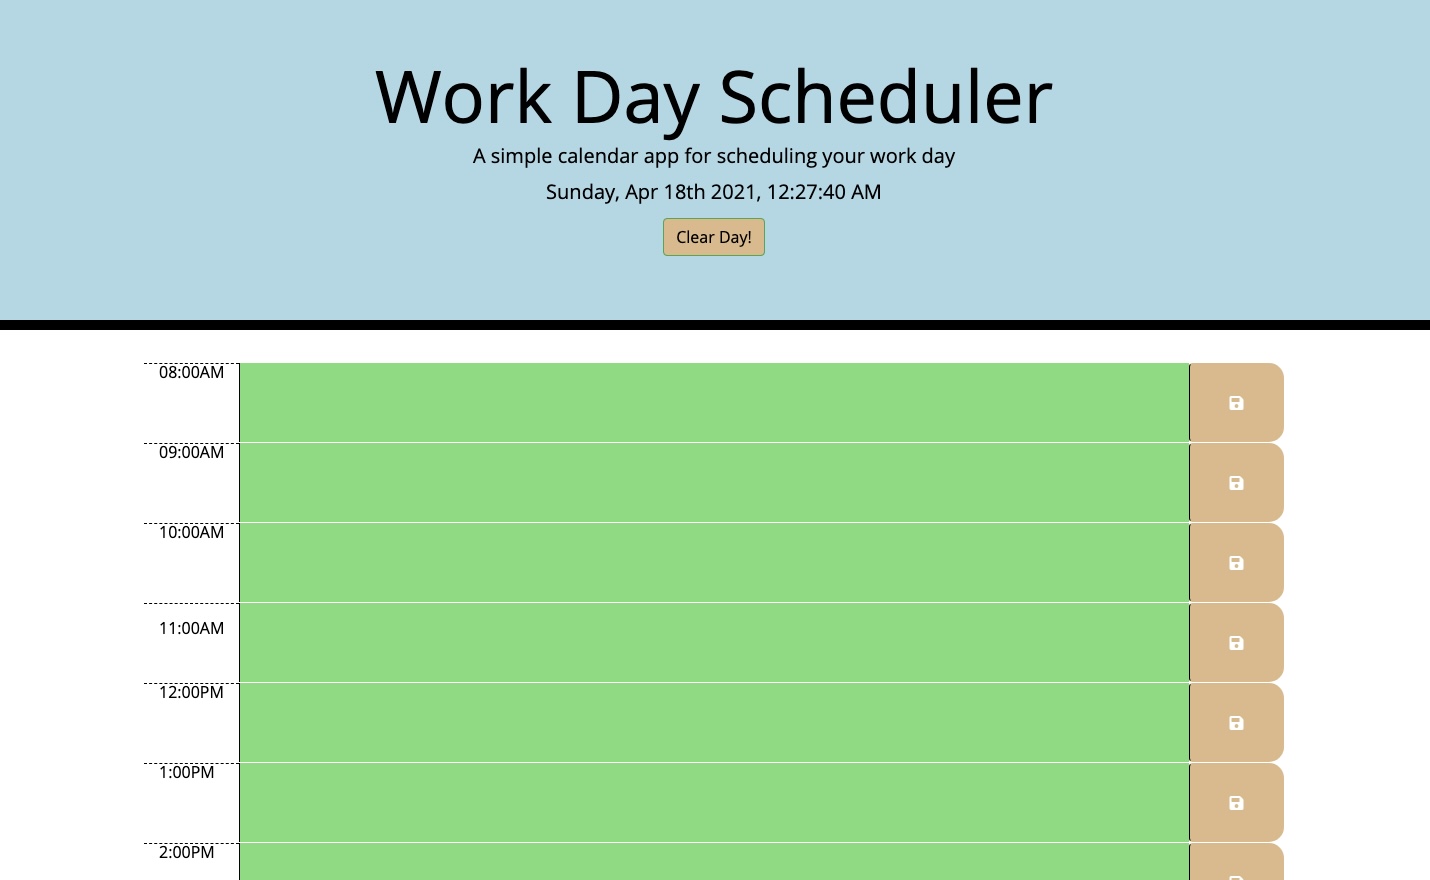 Work Day Scheduler
A simple calendar app for scheduling your work day
Sunday, Apr 18th 2021, 12:27:40 AM
Clear Day!
08:00AM
09:00AM
10:00AM
11:00AM
12:00PM
1:00PM
2:00PM